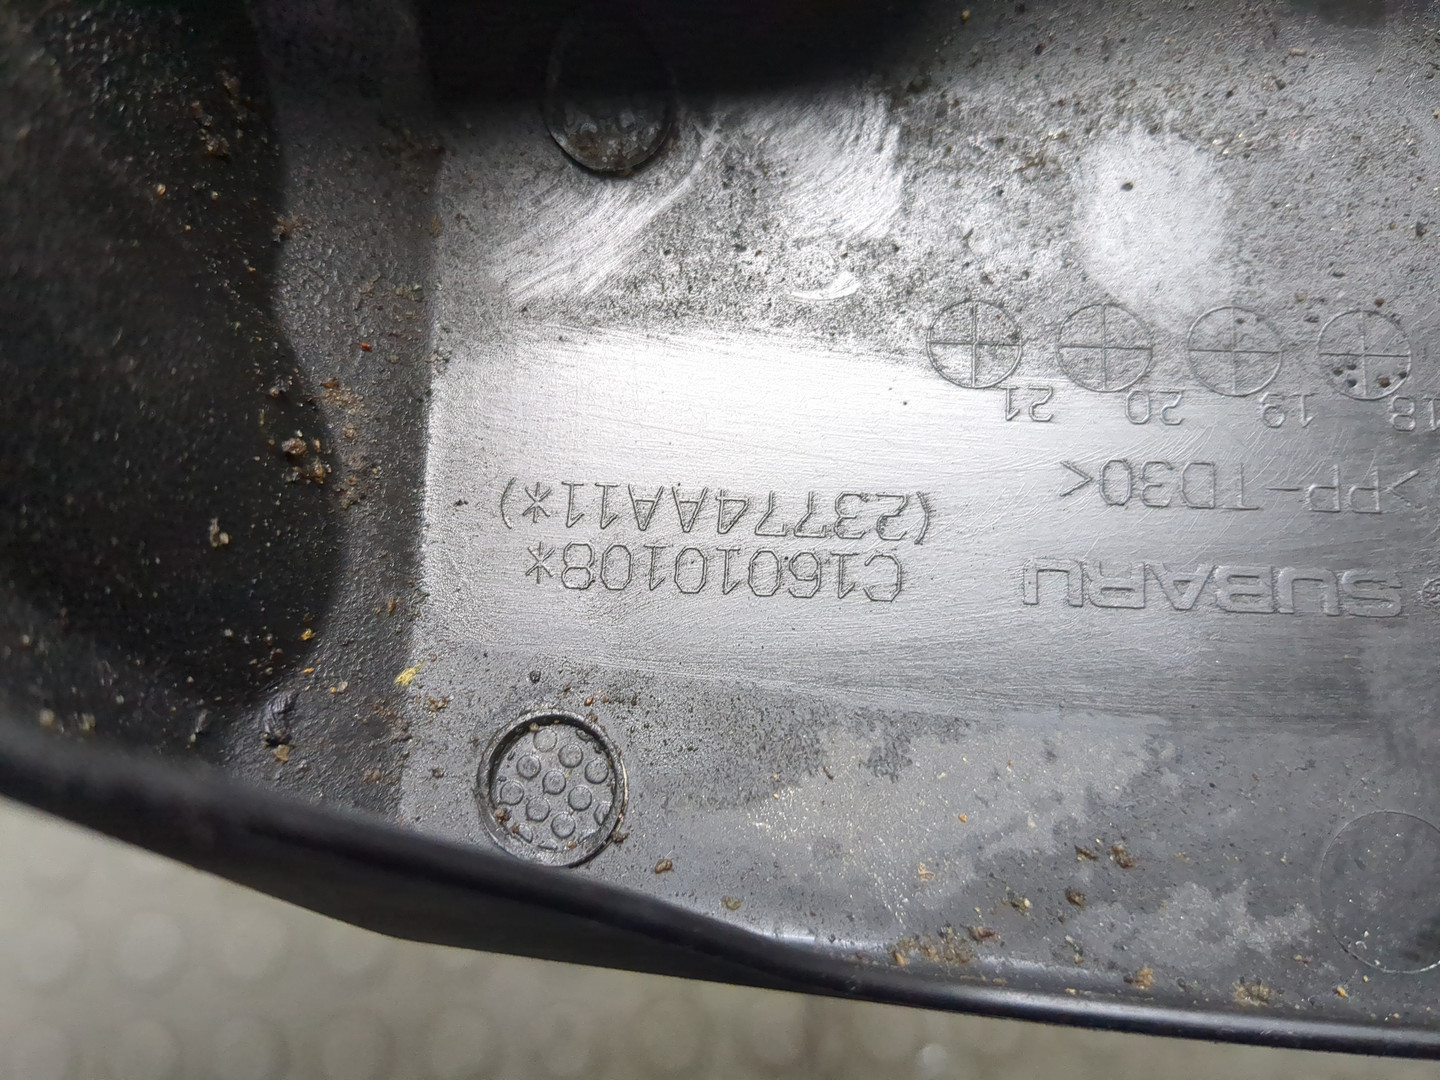 SUBARU
>PP-TD30<
18 19 20 21
C16010108*
(23774AA11*)